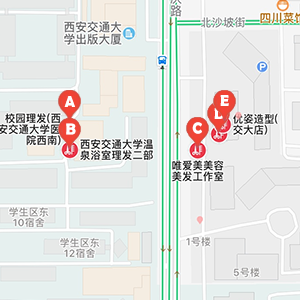 四川菜馆
北沙坡街
西安交通大
学出版大厦
庆路
A
校园理发(西
安交通大学医
院西南)
B
西安交通大学温
泉浴室理发二部
E
优姿造型(
交大店)
C
唯爱美美容
美发工作室
学生区东
10宿舍
学生区东
12宿舍
1号楼
5号楼